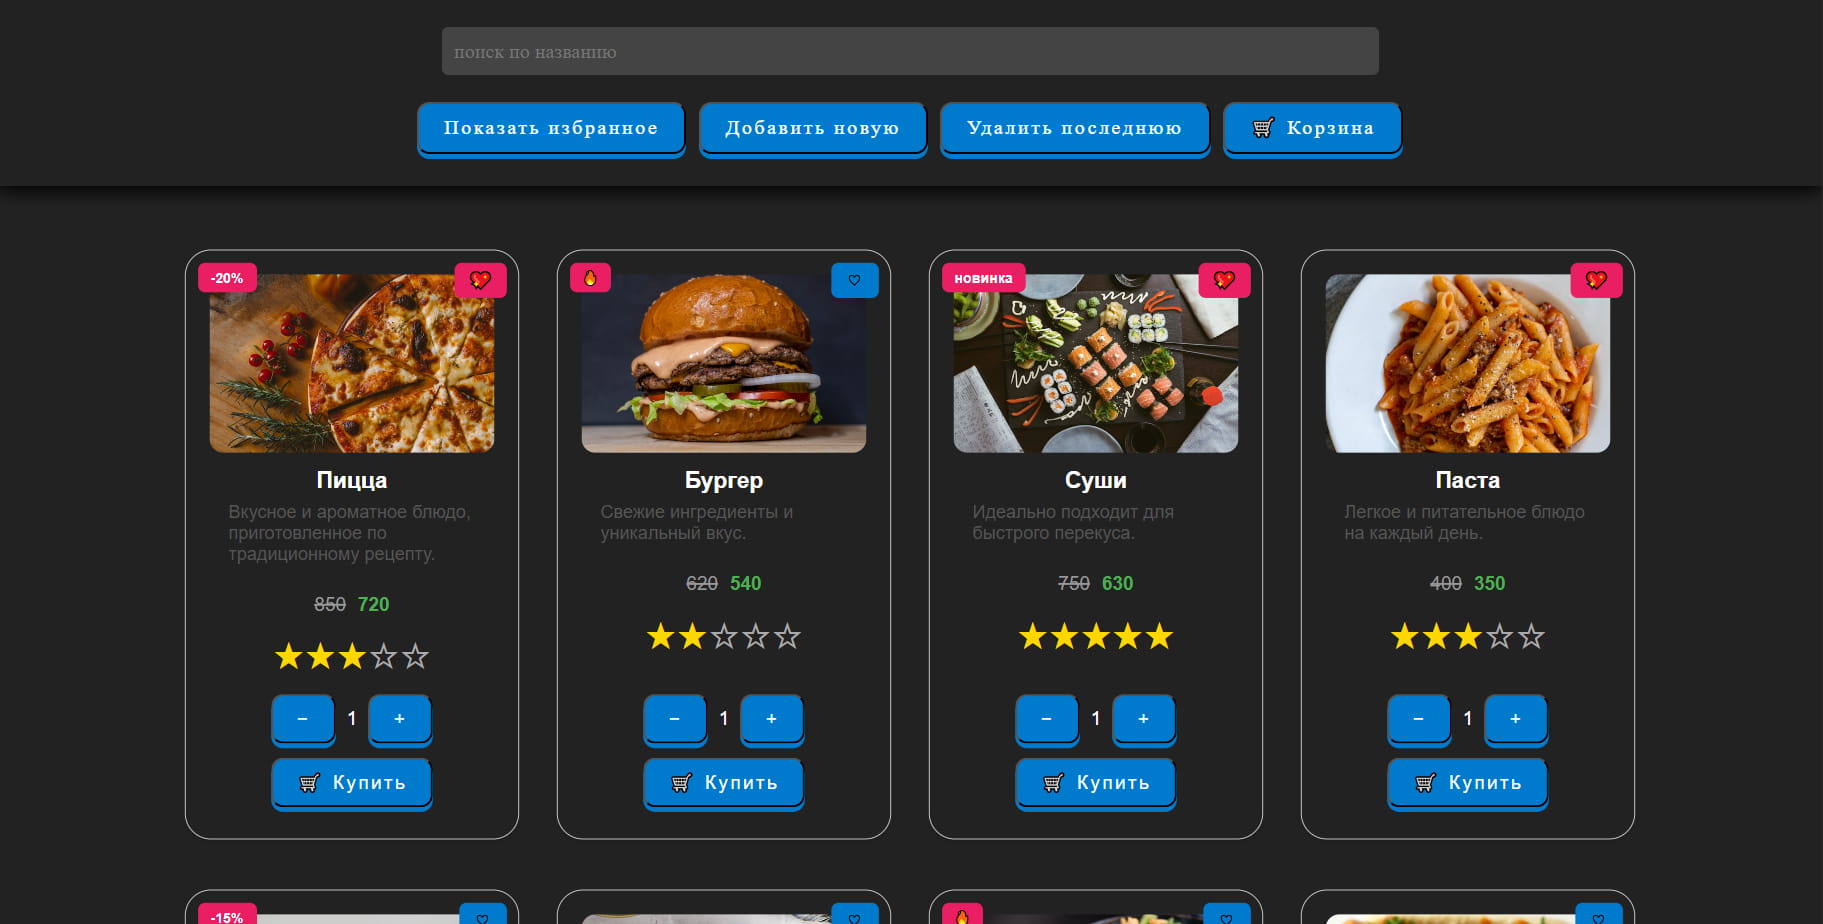 поиск по названию
Показать избранное
Добавить новую
Удалить последнюю
Корзина
-20%
Пицца
Вкусное и ароматное блюдо,
приготовленное по
традиционному рецепту.
850 720
− 1 +
Купить
Бургер
Свежие ингредиенты и
уникальный вкус.
620 540
− 1 +
Купить
новинка
Суши
Идеально подходит для
быстрого перекуса.
750 630
− 1 +
Купить
Паста
Легкое и питательное блюдо
на каждый день.
400 350
− 1 +
Купить
-15%